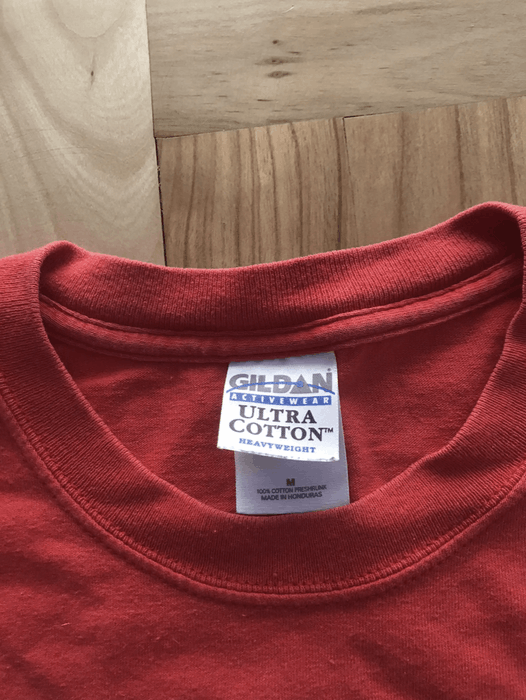 GILDAN
ACTIVEWEAR
ULTRA
COTTON™
HEAVYWEIGHT
M
100% COTTON PRESHRUNK
MADE IN HONDURAS